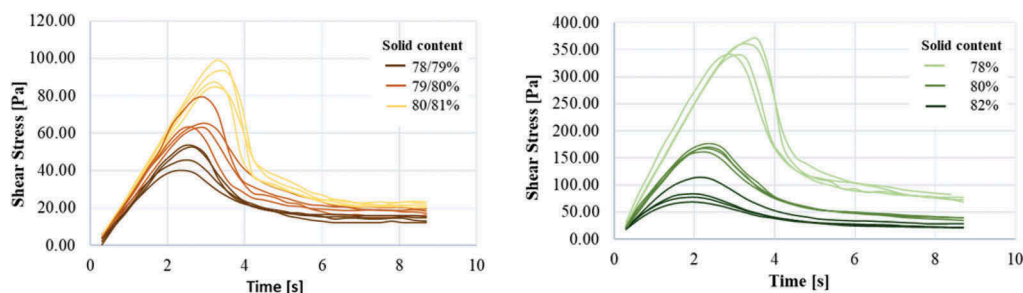 120.00
100.00
80.00
60.00
40.00
20.00
0.00
Shear Stress [Pa]
Solid content
78/79%
79/80%
80/81%
0 2 4 6 8 10
Time [s]
400.00
350.00
300.00
250.00
200.00
150.00
100.00
50.00
0.00
Shear Stress [Pa]
Solid content
78%
80%
82%
0 2 4 6 8 10
Time [s]